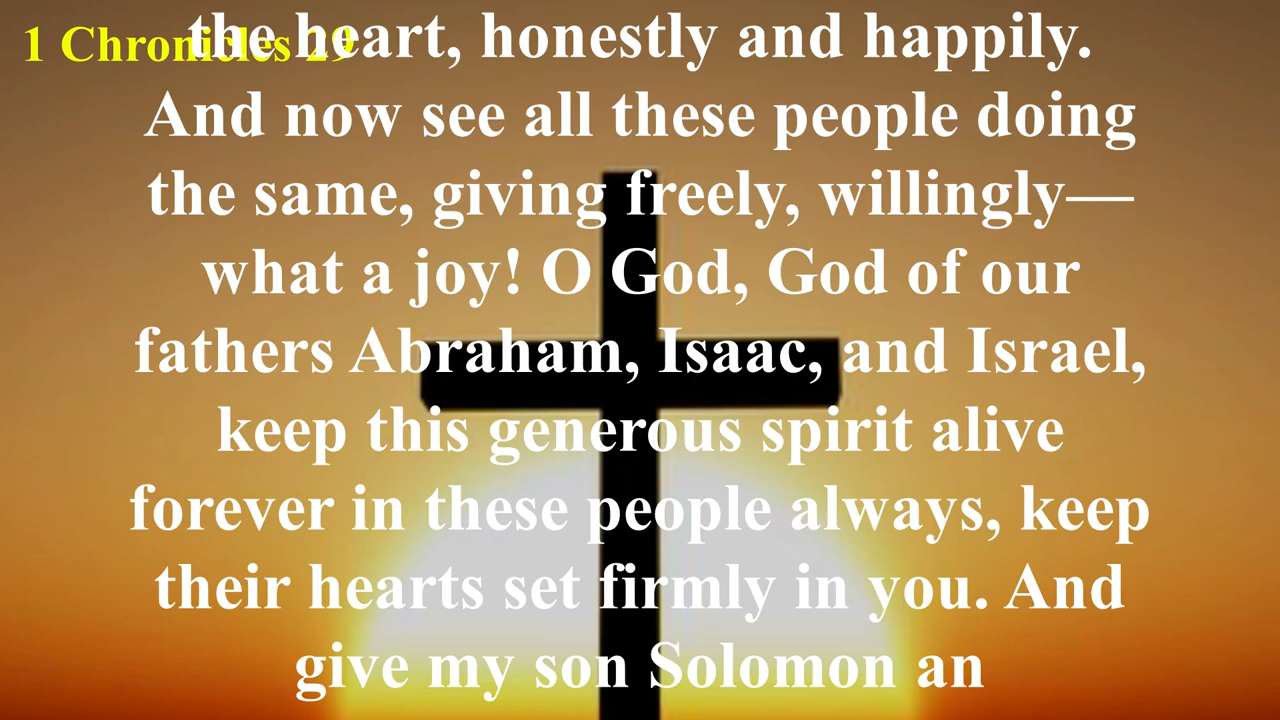 1 Chronicles 29
the heart, honestly and happily.
And now see all these people doing
the same, giving freely, willingly—
what a joy! O God, God of our
fathers Abraham, Isaac, and Israel,
keep this generous spirit alive
forever in these people always, keep
their hearts set firmly in you. And
give my son Solomon an